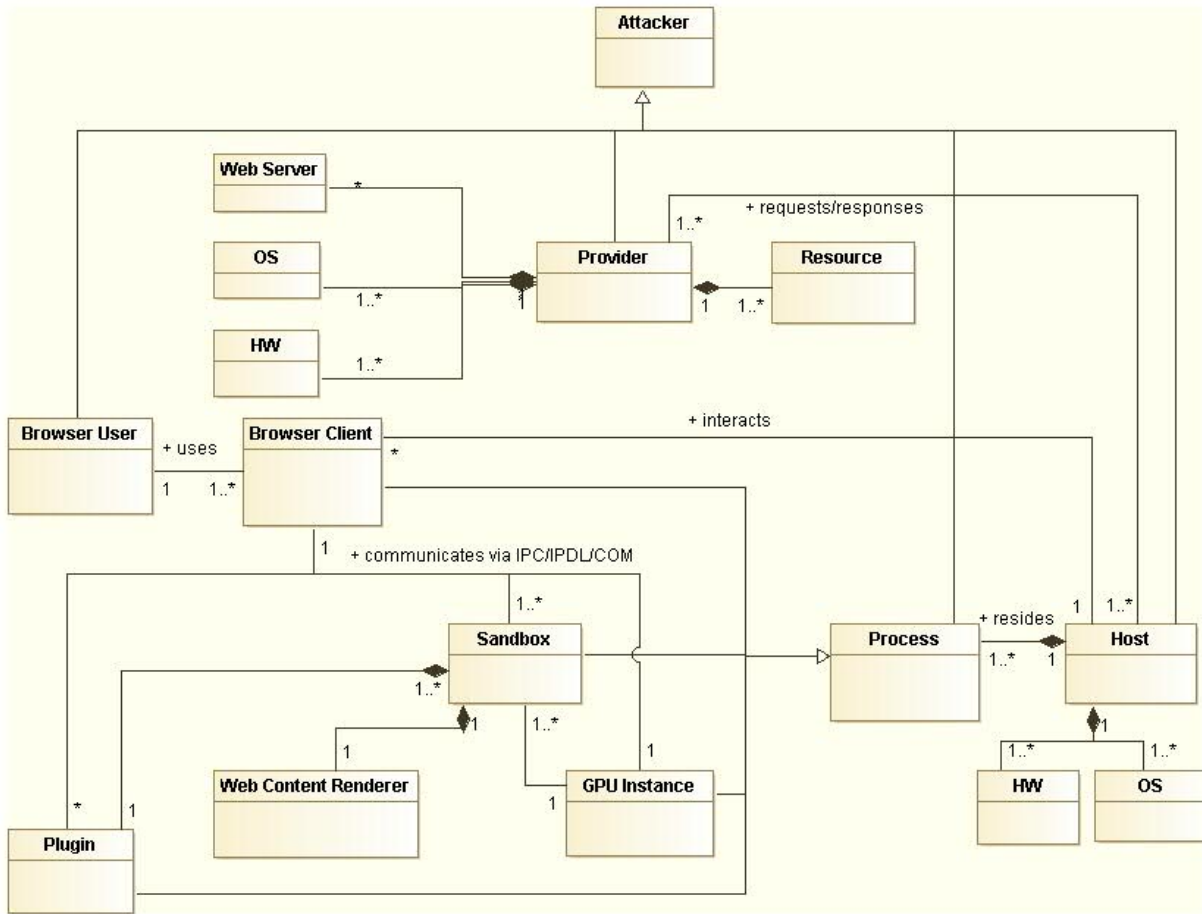 Attacker
Web Server
*
+ requests/responses
1..*
OS
Provider
Resource
1..*
1
1
1..*
HW
1..*
Browser User
Browser Client
+ interacts
+ uses
*
1
1..*
1
+ communicates via IPC/IPDL/COM
1..*
1
1..*
Sandbox
Process
+ resides
Host
1..*
1
1..*
1
1..*
1
1
1
1..*
1..*
Web Content Renderer
GPU Instance
HW
OS
*
1
1
Plugin